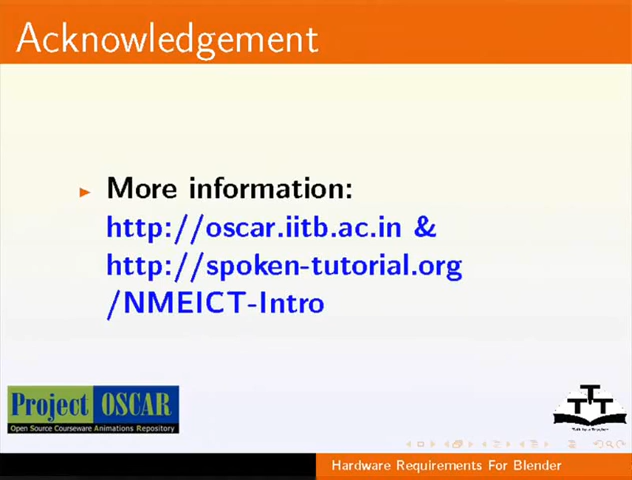 Acknowledgement
More information:
http://oscar.iitb.ac.in &
http://spoken-tutorial.org
/NMEICT-Intro
Project OSCAR
Open Source Courseware Animations Repository
Hardware Requirements For Blender